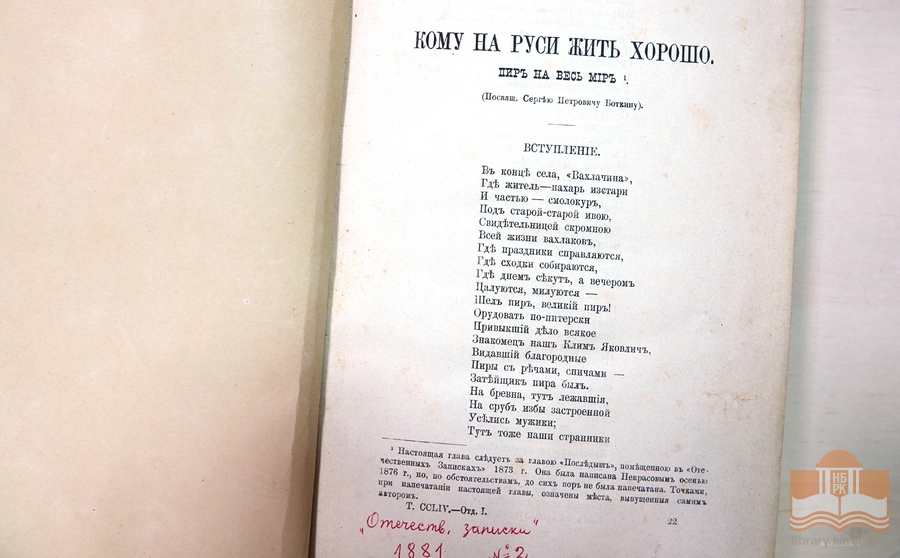 КОМУ НА РУСИ ЖИТЬ ХОРОШО.
ПИРЪ НА ВЕСЬ МІРЪ ¹.
(Посвящ. Сергѣю Петровичу Боткину).
ВСТУПЛЕНІЕ.
Въ концѣ села, «Вахлачина»,
Гдѣ житель—пахарь изстари
И частью — смолокуръ,
Подъ старой-старой ивою,
Свидѣтельницей скромною
Всей жизни вахлаковъ,
Гдѣ праздники справляются,
Гдѣ сходки собираются,
Гдѣ днемъ сѣкутъ, а вечеромъ
Цалуются, милуются —
Шелъ пиръ, великій пиръ!
Орудовать по-питерски
Привыкшій дѣло всякое
Знакомецъ нашъ Климъ Яковличъ,
Видавшій благородные
Пиры съ рѣчами, спичами —
Затѣйщикъ пира былъ.
На бревна, тутъ лежавшія,
На срубъ избы застроенной
Усѣлись мужики;
Тутъ тоже наши странники
¹ Настоящая глава слѣдуетъ за главою «Послѣдышъ», помѣщенною въ «Оте-
чественныхъ Запискахъ» 1873 г. Она была написана Некрасовымъ осенью
1876 г., но, по обстоятельствамъ, до сихъ поръ не была напечатана. Точками,
при напечатаніи настоящей главы, означены мѣста, выпущенныя самимъ
авторомъ.
Т. CCLIV.—Отд. I.
22
„Отечеств. записки"
1881 № 2
НБ
РК